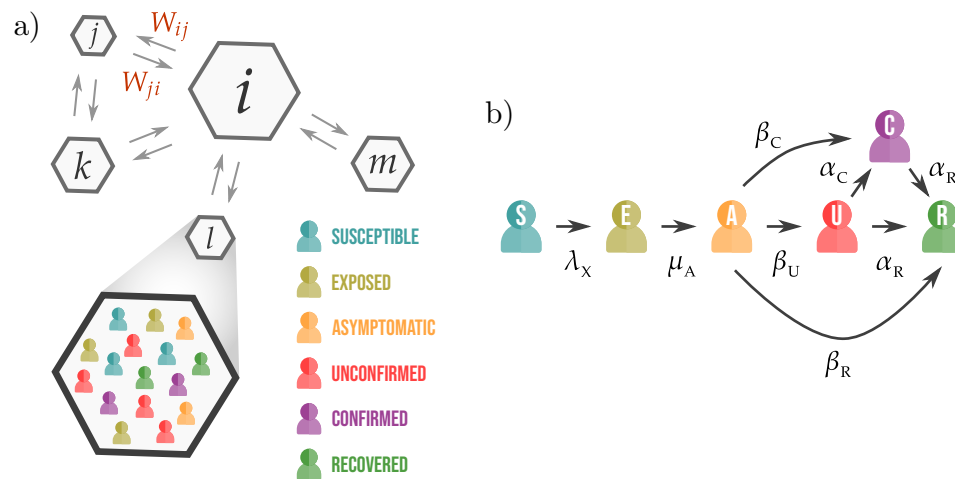 a)
j
W_ij
W_ji
i
k
m
l
SUSCEPTIBLE
EXPOSED
ASYMPTOMATIC
UNCONFIRMED
CONFIRMED
RECOVERED
b)
C
β_C
α_C
α_R
S
E
A
U
R
λ_X
μ_A
β_U
α_R
β_R